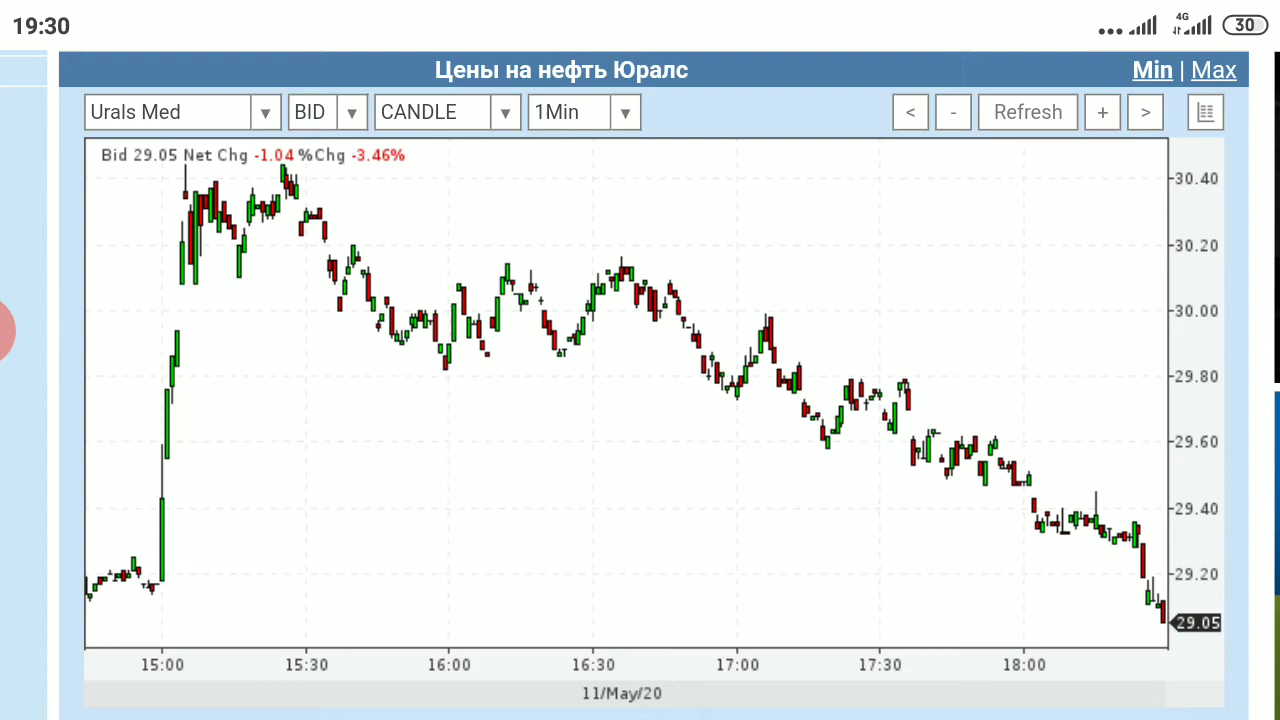 19:30
4G
30
Цены на нефть Юралс
Min | Max
Urals Med
BID
CANDLE
1Min
<
-
Refresh
+
>
Bid 29.05 Net Chg -1.04 %Chg -3.46%
30.40
30.20
30.00
29.80
29.60
29.40
29.20
29.05
15:00
15:30
16:00
16:30
17:00
17:30
18:00
11/May/20